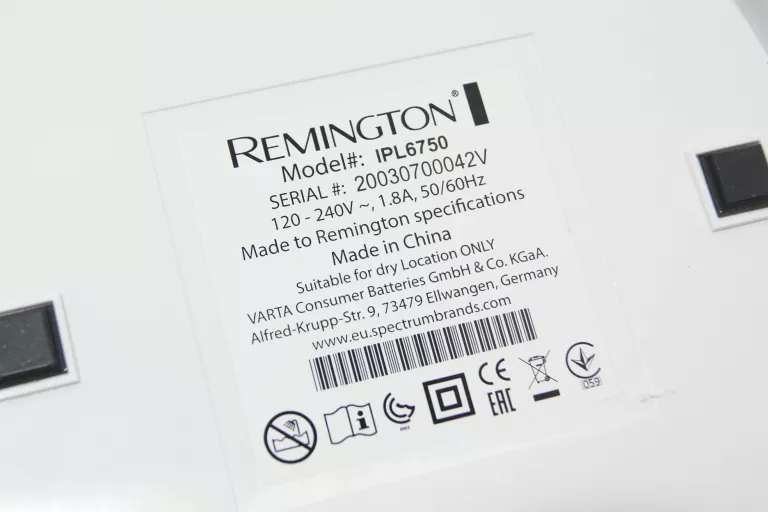 REMINGTON®
Model#: IPL6750
SERIAL #: 20030700042V
120 - 240V ~, 1.8A, 50/60Hz
Made to Remington specifications
Made in China
Suitable for dry Location ONLY
VARTA Consumer Batteries GmbH & Co. KGaA.
Alfred-Krupp-Str. 9, 73479 Ellwangen, Germany
www.eu.spectrumbrands.com
CE
EAC
059